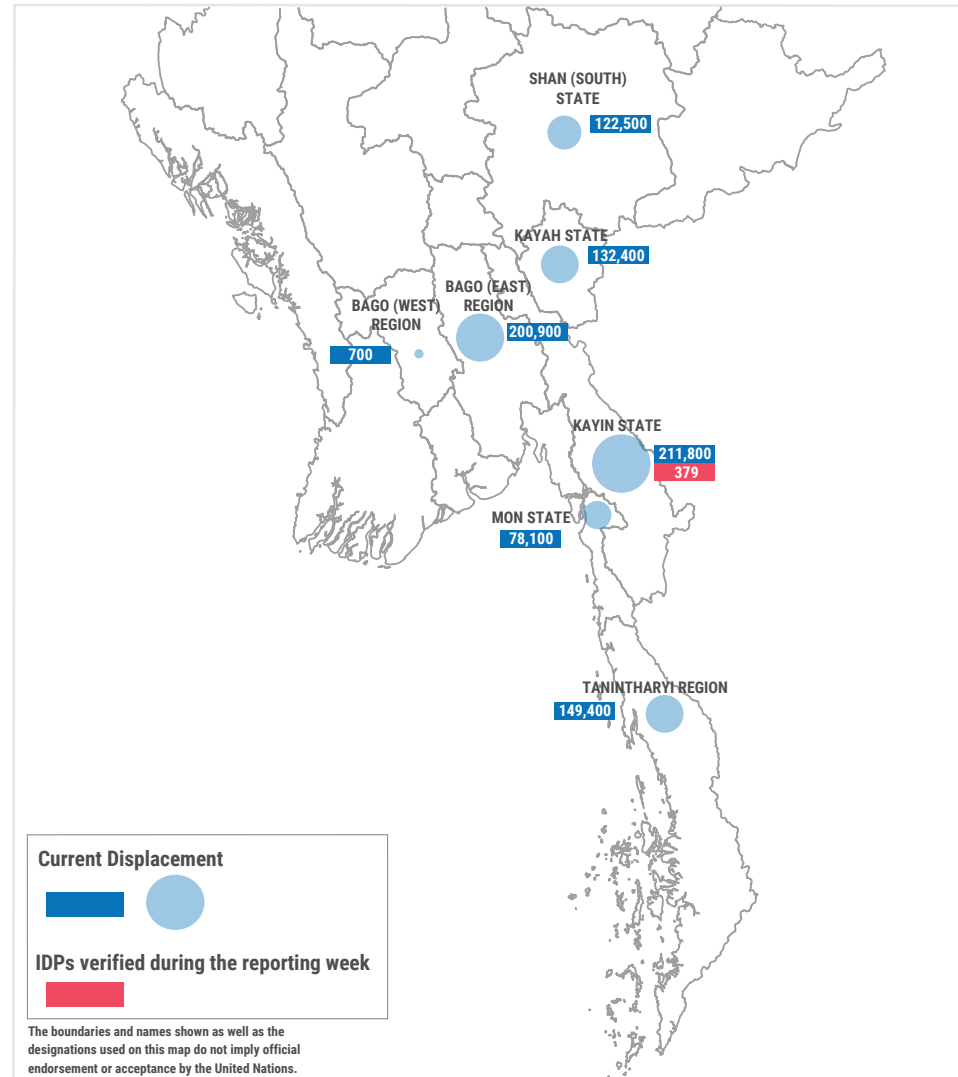 SHAN (SOUTH)
STATE
122,500
KAYAH STATE
132,400
BAGO (EAST)
REGION
200,900
BAGO (WEST)
REGION
700
KAYIN STATE
211,800
379
MON STATE
78,100
TANINTHARYI REGION
149,400
Current Displacement
IDPs verified during the reporting week
The boundaries and names shown as well as the
designations used on this map do not imply official
endorsement or acceptance by the United Nations.